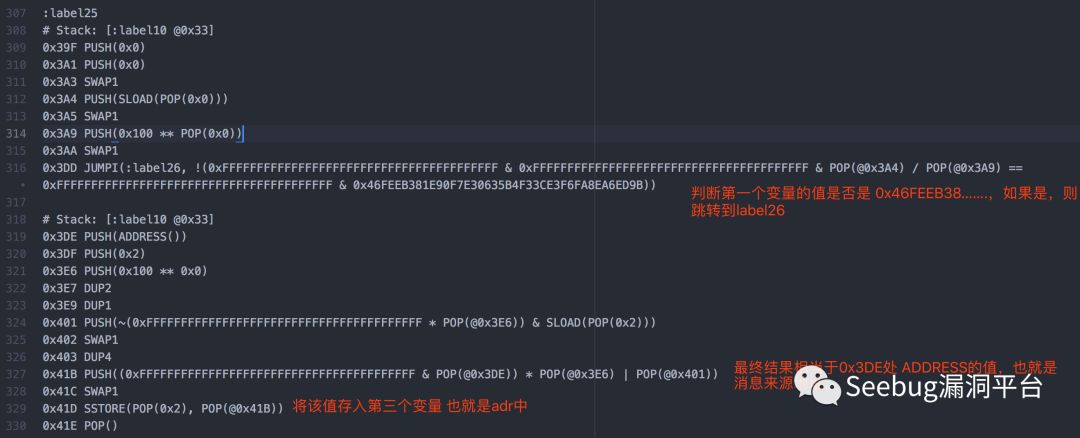 307 :label25
308 # Stack: [:label10 @0x33]
309 0x39F PUSH(0x0)
310 0x3A1 PUSH(0x0)
311 0x3A3 SWAP1
312 0x3A4 PUSH(SLOAD(POP(0x0)))
313 0x3A5 SWAP1
314 0x3A9 PUSH(0x100 ** POP(0x0))
315 0x3AA SWAP1
316 0x3DD JUMPI(:label26, !(0xFFFFFFFFFFFFFFFFFFFFFFFFFFFFFFFFFFFFFFFF & 0xFFFFFFFFFFFFFFFFFFFFFFFFFFFFFFFFFFFFFFFF & POP(@0x3A4) / POP(@0x3A9) ==
• 0xFFFFFFFFFFFFFFFFFFFFFFFFFFFFFFFFFFFFFFFF & 0x46FEEB381E90F7E30635B4F33CE3F6FA8EA6ED9B))
判断第一个变量的值是否是 0x46FEEB38......., 如果是，则
跳转到label26
317
318 # Stack: [:label10 @0x33]
319 0x3DE PUSH(ADDRESS())
320 0x3DF PUSH(0x2)
321 0x3E6 PUSH(0x100 ** 0x0)
322 0x3E7 DUP2
323 0x3E9 DUP1
324 0x401 PUSH(~(0xFFFFFFFFFFFFFFFFFFFFFFFFFFFFFFFFFFFFFFFF * POP(@0x3E6)) & SLOAD(POP(0x2)))
325 0x402 SWAP1
326 0x403 DUP4
327 0x41B PUSH((0xFFFFFFFFFFFFFFFFFFFFFFFFFFFFFFFFFFFFFFFF & POP(@0x3DE)) * POP(@0x3E6) | POP(@0x401))
最终结果相当于0x3DE处 ADDRESS的值，也就是
消息来源
328 0x41C SWAP1
329 0x41D SSTORE(POP(0x2), POP(@0x41B)) 将该值存入第三个变量 也就是adr中
330 0x41E POP()
Seebug漏洞平台